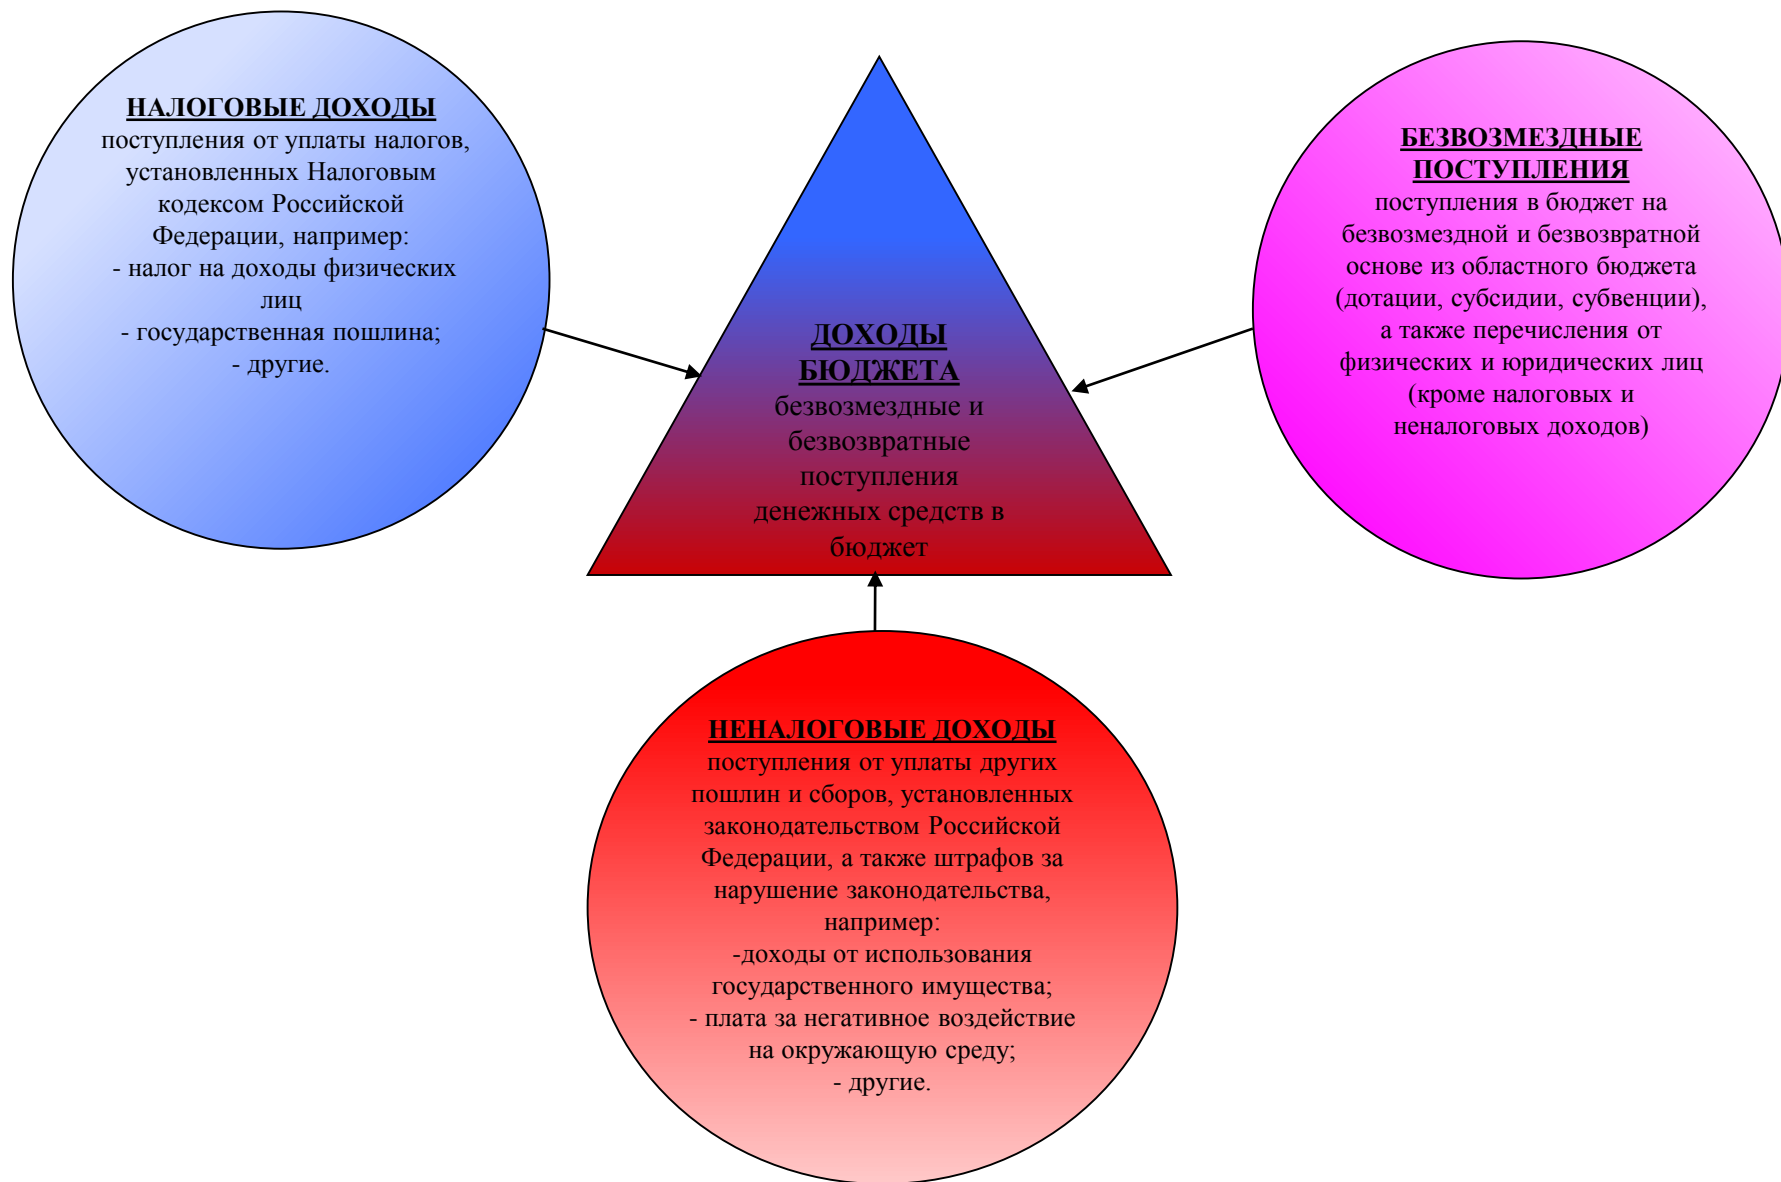 НАЛОГОВЫЕ ДОХОДЫ
поступления от уплаты налогов,
установленных Налоговым
кодексом Российской
Федерации, например:
- налог на доходы физических
лиц
- государственная пошлина;
- другие.
ДОХОДЫ
БЮДЖЕТА
безвозмездные и
безвозвратные
поступления
денежных средств в
бюджет
БЕЗВОЗМЕЗДНЫЕ
ПОСТУПЛЕНИЯ
поступления в бюджет на
безвозмездной и безвозвратной
основе из областного бюджета
(дотации, субсидии, субвенции),
а также перечисления от
физических и юридических лиц
(кроме налоговых и
неналоговых доходов)
НЕНАЛОГОВЫЕ ДОХОДЫ
поступления от уплаты других
пошлин и сборов, установленных
законодательством Российской
Федерации, а также штрафов за
нарушение законодательства,
например:
-доходы от использования
государственного имущества;
- плата за негативное воздействие
на окружающую среду;
- другие.